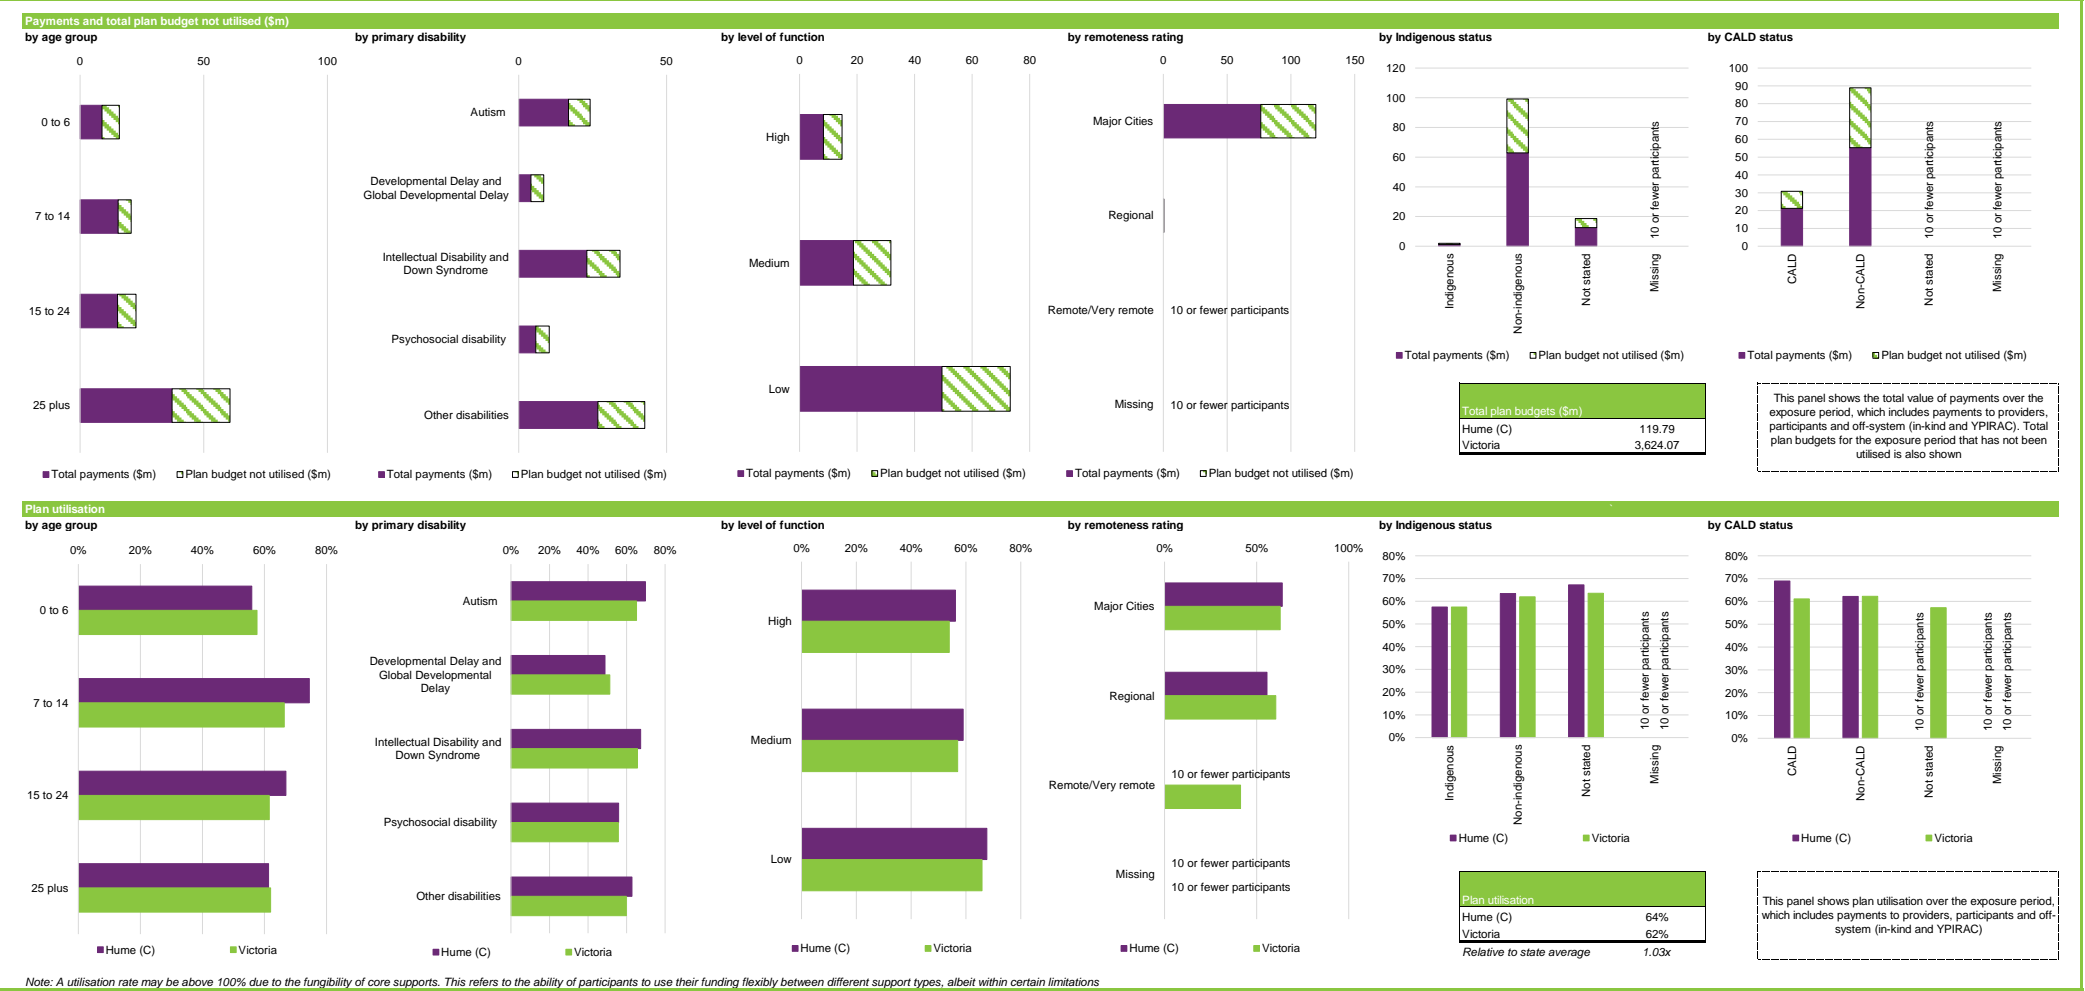 Payments and total plan budget not utilised ($m)
by age group
0 50 100
0 to 6
7 to 14
15 to 24
25 plus
Total payments ($m) Plan budget not utilised ($m)
by primary disability
0 50
Autism
Developmental Delay and
Global Developmental Delay
Intellectual Disability and
Down Syndrome
Psychosocial disability
Other disabilities
Total payments ($m) Plan budget not utilised ($m)
by level of function
0 20 40 60 80
High
Medium
Low
Total payments ($m) Plan budget not utilised ($m)
by remoteness rating
0 50 100 150
Major Cities
Regional
Remote/Very remote 10 or fewer participants
Missing 10 or fewer participants
Total payments ($m) Plan budget not utilised ($m)
by Indigenous status
120
100
80
60
40
20
0
10 or fewer participants
Indigenous
Non-indigenous
Not stated
Missing
Total payments ($m) Plan budget not utilised ($m)
Total plan budgets ($m)
Hume (C) 119.79
Victoria 3,624.07
by CALD status
100
90
80
70
60
50
40
30
20
10
0
10 or fewer participants
10 or fewer participants
CALD
Non-CALD
Not stated
Missing
Total payments ($m) Plan budget not utilised ($m)
This panel shows the total value of payments over the
exposure period, which includes payments to providers,
participants and off-system (in-kind and YPIRAC). Total
plan budgets for the exposure period that has not been
utilised is also shown
Plan utilisation
by age group
0% 20% 40% 60% 80%
0 to 6
7 to 14
15 to 24
25 plus
Hume (C) Victoria
by primary disability
0% 20% 40% 60% 80%
Autism
Developmental Delay and
Global Developmental
Delay
Intellectual Disability and
Down Syndrome
Psychosocial disability
Other disabilities
Hume (C) Victoria
by level of function
0% 20% 40% 60% 80%
High
Medium
Low
Hume (C) Victoria
by remoteness rating
0% 50% 100%
Major Cities
Regional
10 or fewer participants
Remote/Very remote
10 or fewer participants
Missing
10 or fewer participants
Hume (C) Victoria
by Indigenous status
80%
70%
60%
50%
40%
30%
20%
10%
0%
10 or fewer participants
10 or fewer participants
Indigenous
Non-indigenous
Not stated
Missing
Hume (C) Victoria
Plan utilisation
Hume (C) 64%
Victoria 62%
Relative to state average 1.03x
by CALD status
80%
70%
60%
50%
40%
30%
20%
10%
0%
10 or fewer participants
10 or fewer participants
10 or fewer participants
CALD
Non-CALD
Not stated
Missing
Hume (C) Victoria
This panel shows plan utilisation over the exposure period,
which includes payments to providers, participants and off-
system (in-kind and YPIRAC)
Note: A utilisation rate may be above 100% due to the fungibility of core supports. This refers to the ability of participants to use their funding flexibly between different support types, albeit within certain limitations